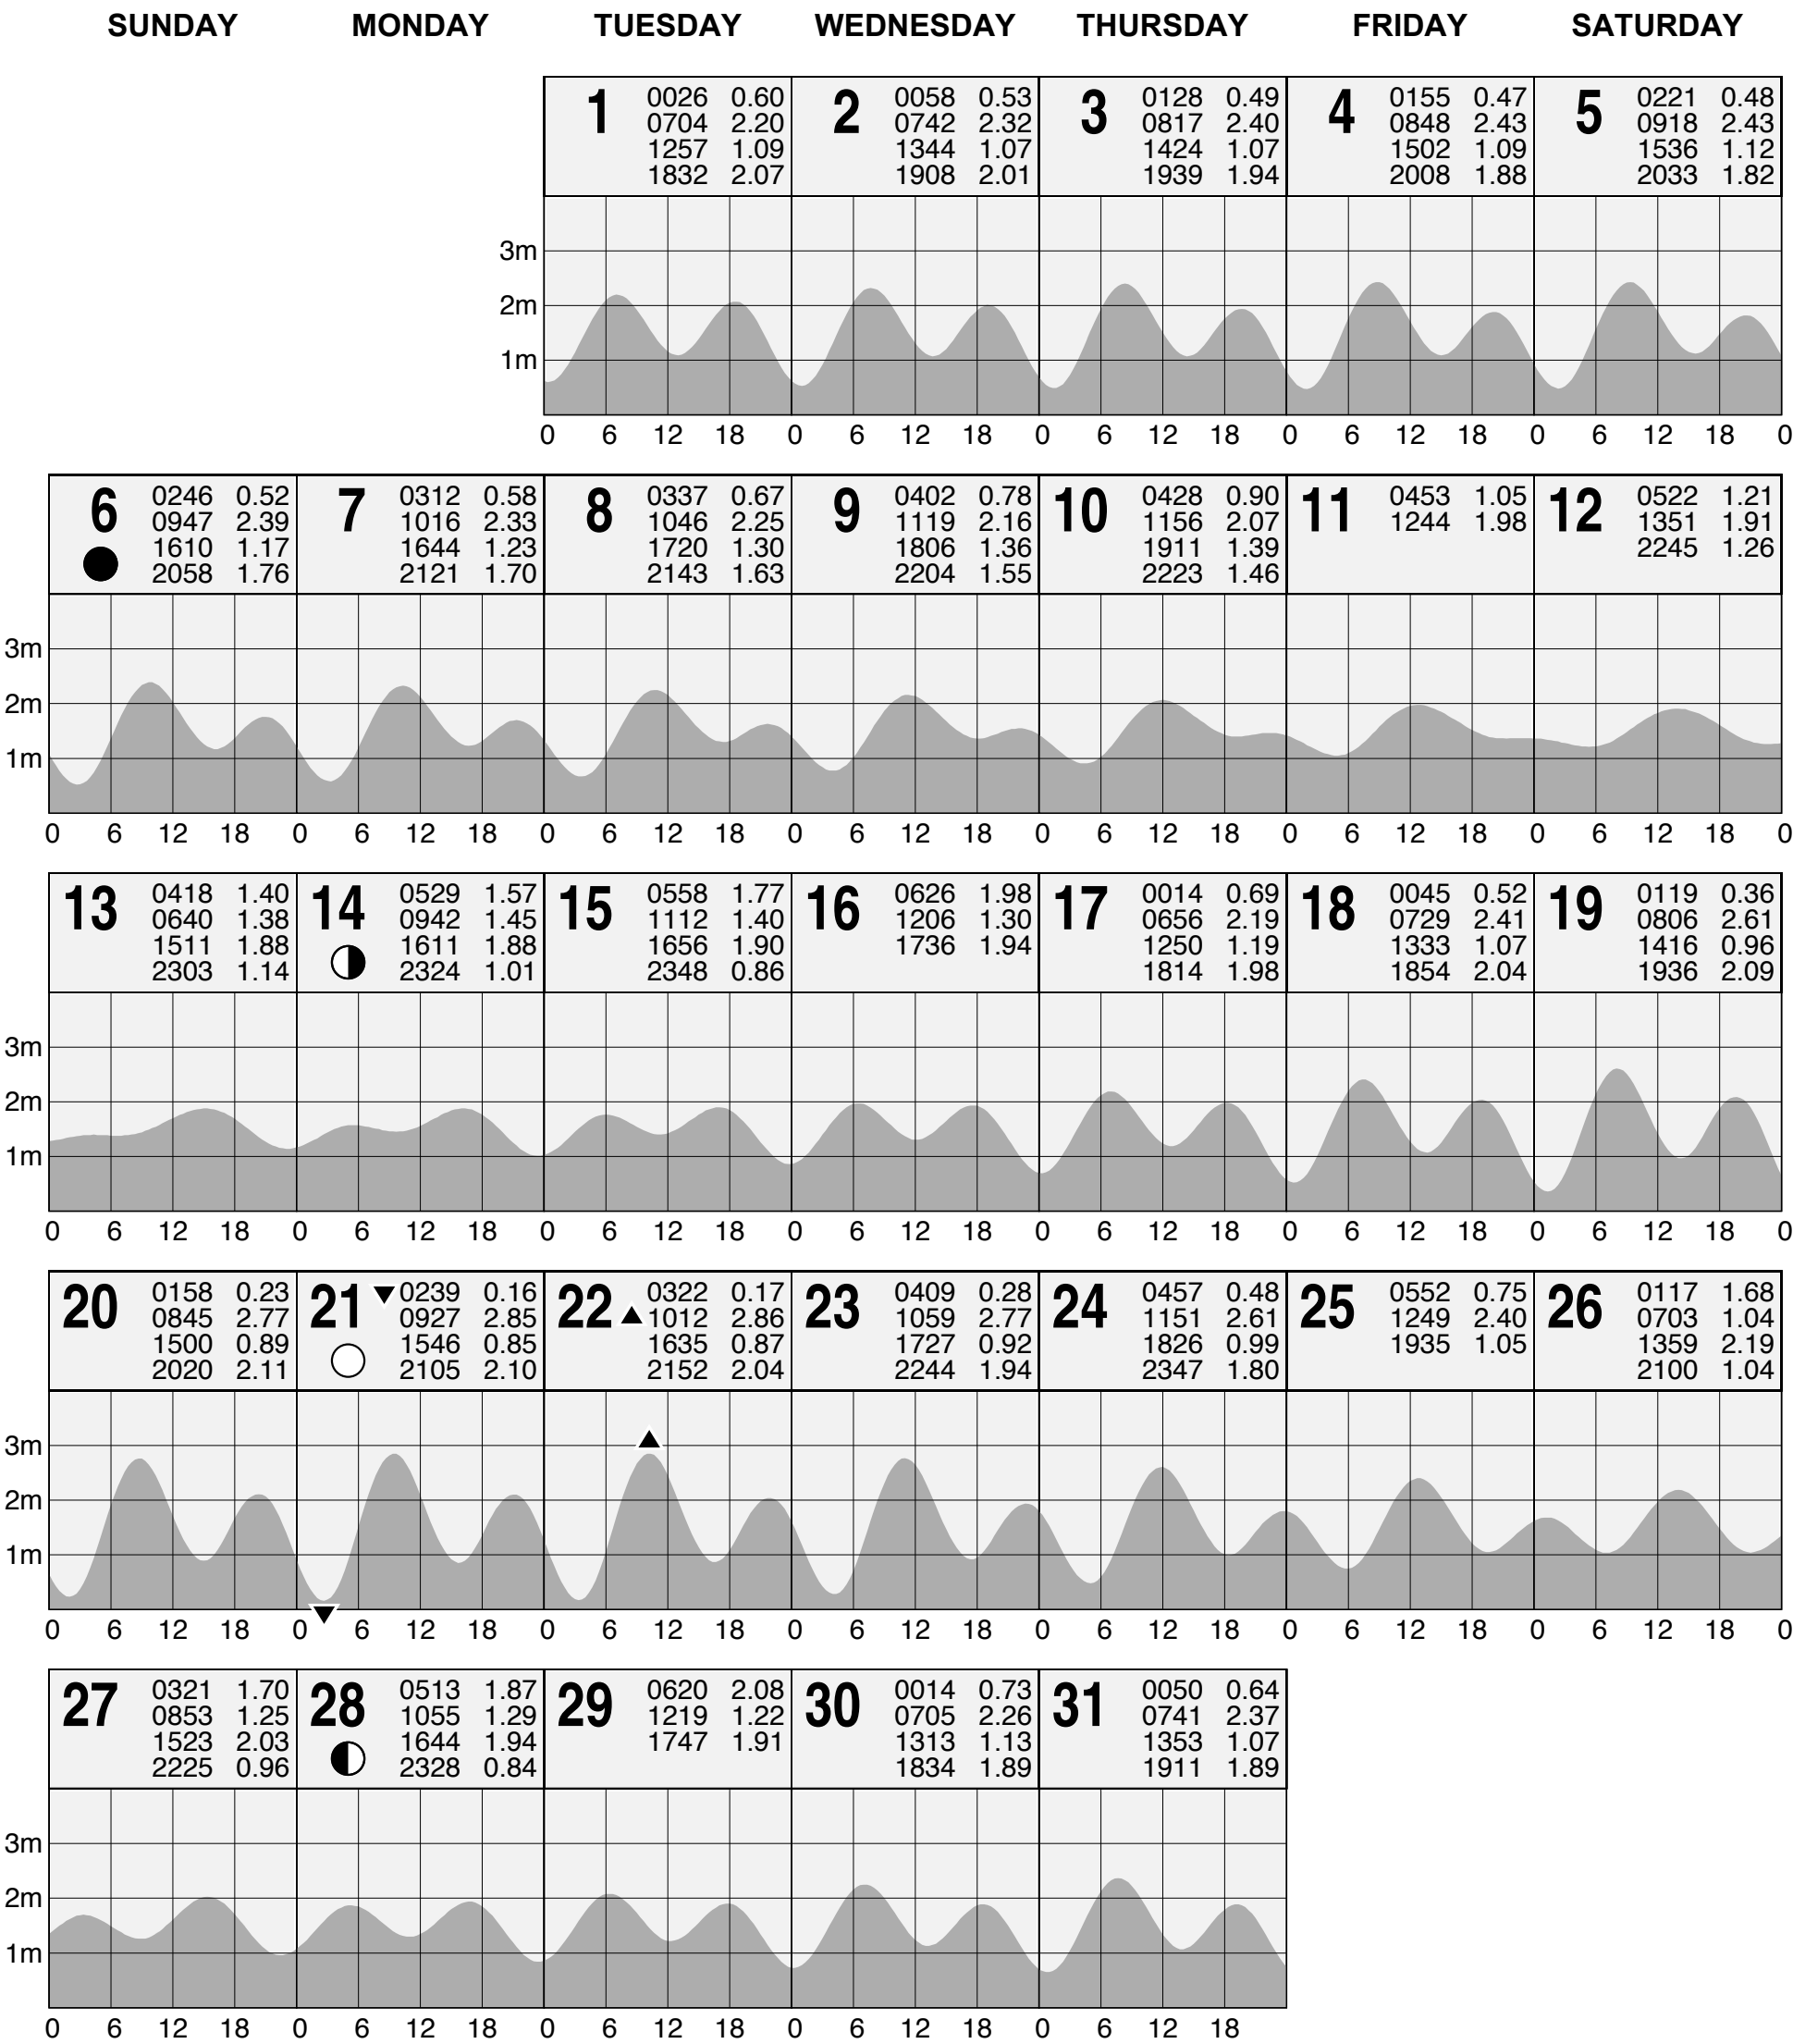 SUNDAY MONDAY TUESDAY WEDNESDAY THURSDAY FRIDAY SATURDAY
1 0026 0.60
0704 2.20
1257 1.09
1832 2.07
2 0058 0.53
0742 2.32
1344 1.07
1908 2.01
3 0128 0.49
0817 2.40
1424 1.07
1939 1.94
4 0155 0.47
0848 2.43
1502 1.09
2008 1.88
5 0221 0.48
0918 2.43
1536 1.12
2033 1.82
3m
2m
1m
0 6 12 18 0 6 12 18 0 6 12 18 0 6 12 18 0 6 12 18 0
6 0246 0.52
0947 2.39
1610 1.17
2058 1.76
7 0312 0.58
1016 2.33
1644 1.23
2121 1.70
8 0337 0.67
1046 2.25
1720 1.30
2143 1.63
9 0402 0.78
1119 2.16
1806 1.36
2204 1.55
10 0428 0.90
1156 2.07
1911 1.39
2223 1.46
11 0453 1.05
1244 1.98
12 0522 1.21
1351 1.91
2245 1.26
3m
2m
1m
0 6 12 18 0 6 12 18 0 6 12 18 0 6 12 18 0 6 12 18 0 6 12 18 0 6 12 18 0
13 0418 1.40
0640 1.38
1511 1.88
2303 1.14
14 0529 1.57
0942 1.45
1611 1.88
2324 1.01
15 0558 1.77
1112 1.40
1656 1.90
2348 0.86
16 0626 1.98
1206 1.30
1736 1.94
17 0014 0.69
0656 2.19
1250 1.19
1814 1.98
18 0045 0.52
0729 2.41
1333 1.07
1854 2.04
19 0119 0.36
0806 2.61
1416 0.96
1936 2.09
3m
2m
1m
0 6 12 18 0 6 12 18 0 6 12 18 0 6 12 18 0 6 12 18 0 6 12 18 0 6 12 18 0
20 0158 0.23
0845 2.77
1500 0.89
2020 2.11
21 0239 0.16
0927 2.85
1546 0.85
2105 2.10
22 0322 0.17
1012 2.86
1635 0.87
2152 2.04
23 0409 0.28
1059 2.77
1727 0.92
2244 1.94
24 0457 0.48
1151 2.61
1826 0.99
2347 1.80
25 0552 0.75
1249 2.40
1935 1.05
26 0117 1.68
0703 1.04
1359 2.19
2100 1.04
3m
2m
1m
0 6 12 18 0 6 12 18 0 6 12 18 0 6 12 18 0 6 12 18 0 6 12 18 0 6 12 18 0
27 0321 1.70
0853 1.25
1523 2.03
2225 0.96
28 0513 1.87
1055 1.29
1644 1.94
2328 0.84
29 0620 2.08
1219 1.22
1747 1.91
30 0014 0.73
0705 2.26
1313 1.13
1834 1.89
31 0050 0.64
0741 2.37
1353 1.07
1911 1.89
3m
2m
1m
0 6 12 18 0 6 12 18 0 6 12 18 0 6 12 18 0 6 12 18